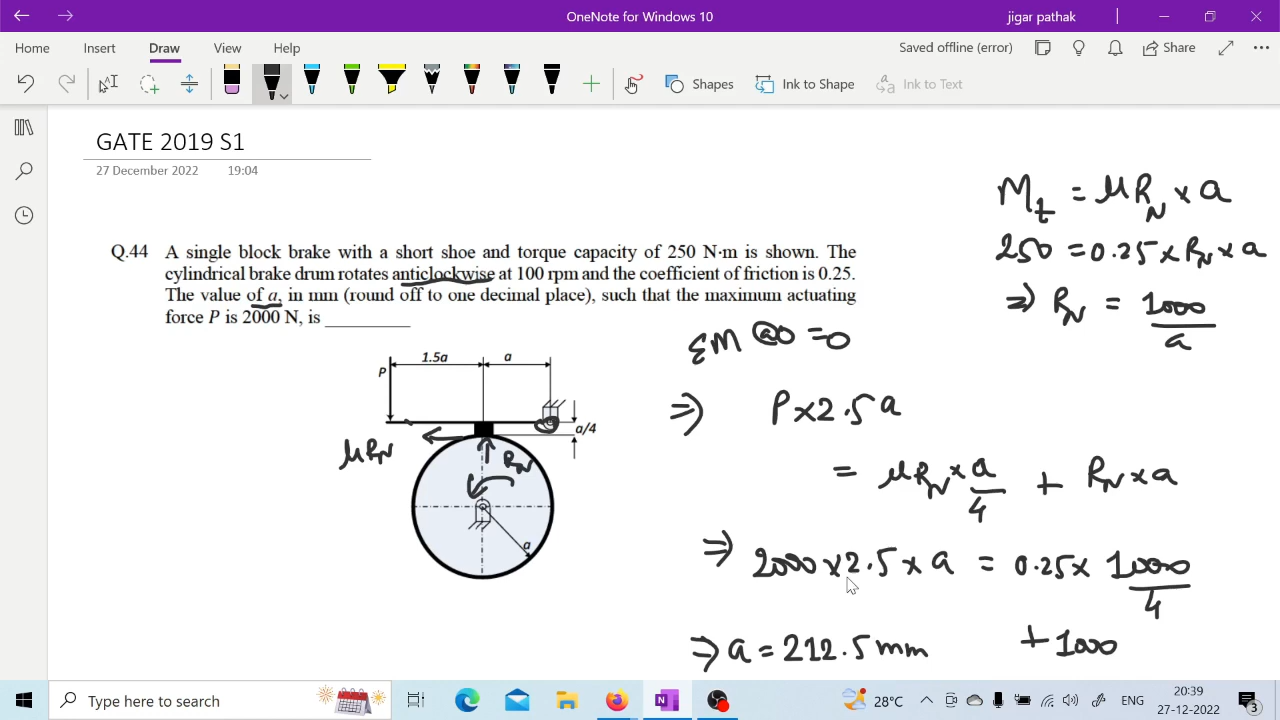 OneNote for Windows 10
jigar pathak
Home Insert Draw View Help
Saved offline (error)
Share
Shapes
Ink to Shape
Ink to Text
GATE 2019 S1
27 December 2022 19:04
Q.44 A single block brake with a short shoe and torque capacity of 250 N·m is shown. The
cylindrical brake drum rotates anticlockwise at 100 rpm and the coefficient of friction is 0.25.
The value of a, in mm (round off to one decimal place), such that the maximum actuating
force P is 2000 N, is ________
1.5a a
P
a/4
μRN
RN
a
Mt = μRN × a
250 = 0.25 × RN × a
⇒ RN = 1000/a
ΣM @O = 0
⇒ P × 2.5 a
= μRN × a/4 + RN × a
⇒ 2000 × 2.5 × a = 0.25 × 1000/4
+ 1000
⇒ a = 212.5 mm
Type here to search
28°C
ENG
20:39
27-12-2022
3